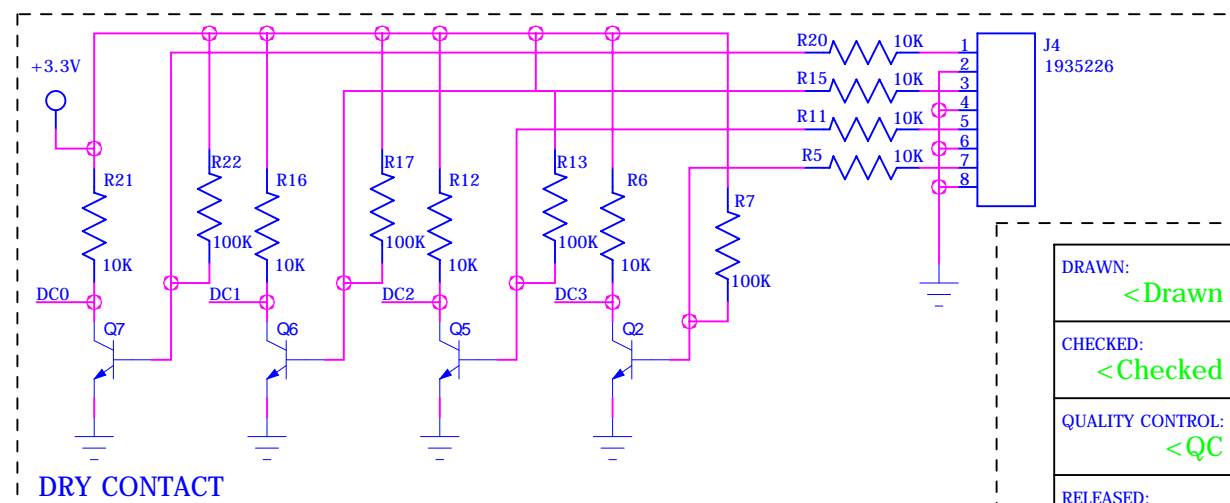 R20 10K 1 J4
+3.3V 2 1935226
R15 10K 3
4
R11 10K 5
6
R5 10K 7
8
R21 R22 R16 R17 R12 R13 R6 R7
100K 100K 100K
10K 10K 10K 10K 100K
DC0 DC1 DC2 DC3
Q7 Q6 Q5 Q2
DRY CONTACT
DRAWN:
<Drawn
CHECKED:
<Checked
QUALITY CONTROL:
<QC
RELEASED: